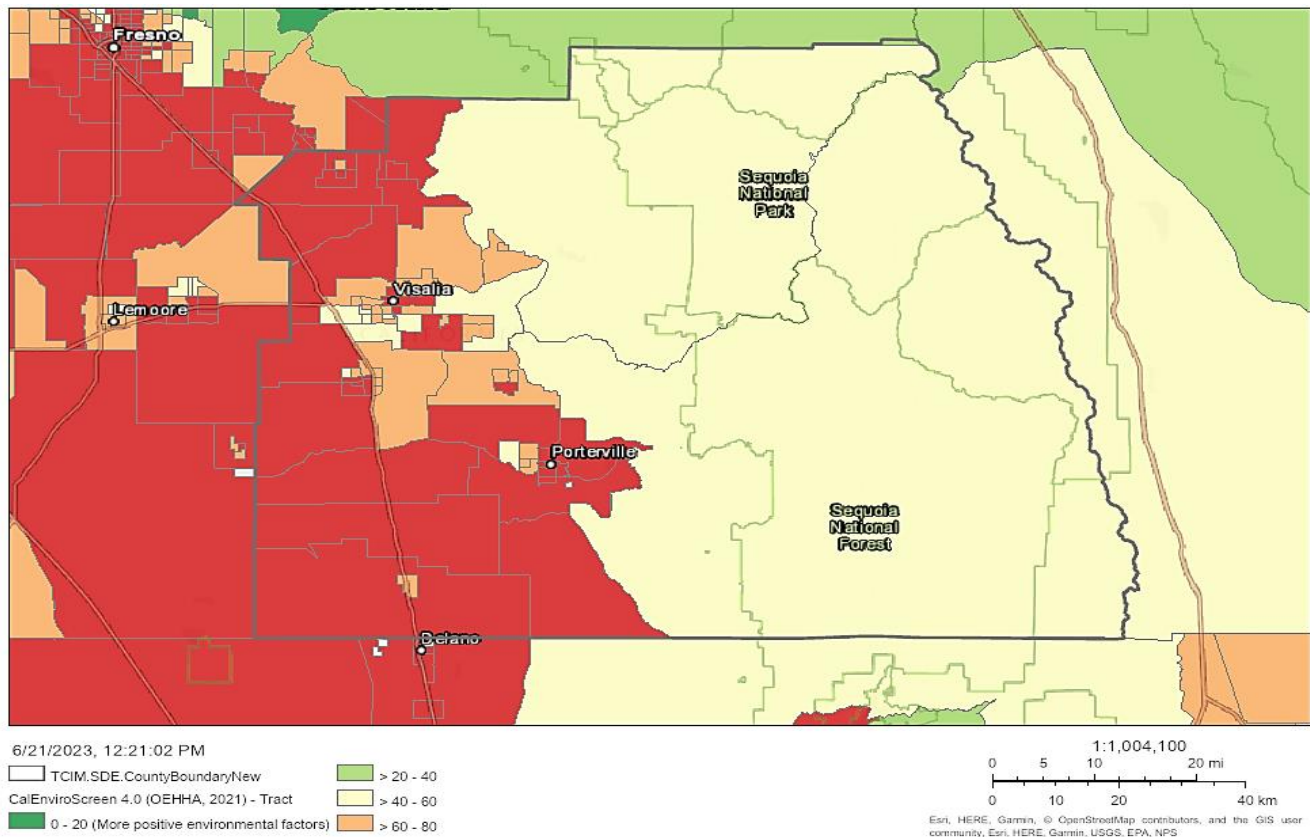 Fresno
Sequoia
National
Park
Visalia
Lemoore
Porterville
Sequoia
National
Forest
Delano
6/21/2023, 12:21:02 PM
TCIM.SDE.CountyBoundaryNew
CalEnviroScreen 4.0 (OEHHA, 2021) - Tract
0 - 20 (More positive environmental factors)
> 20 - 40
> 40 - 60
> 60 - 80
1:1,004,100
0 5 10 20 mi
0 10 20 40 km
Esri, HERE, Garmin, © OpenStreetMap contributors, and the GIS user
community, Esri, HERE, Garmin, USGS, EPA, NPS